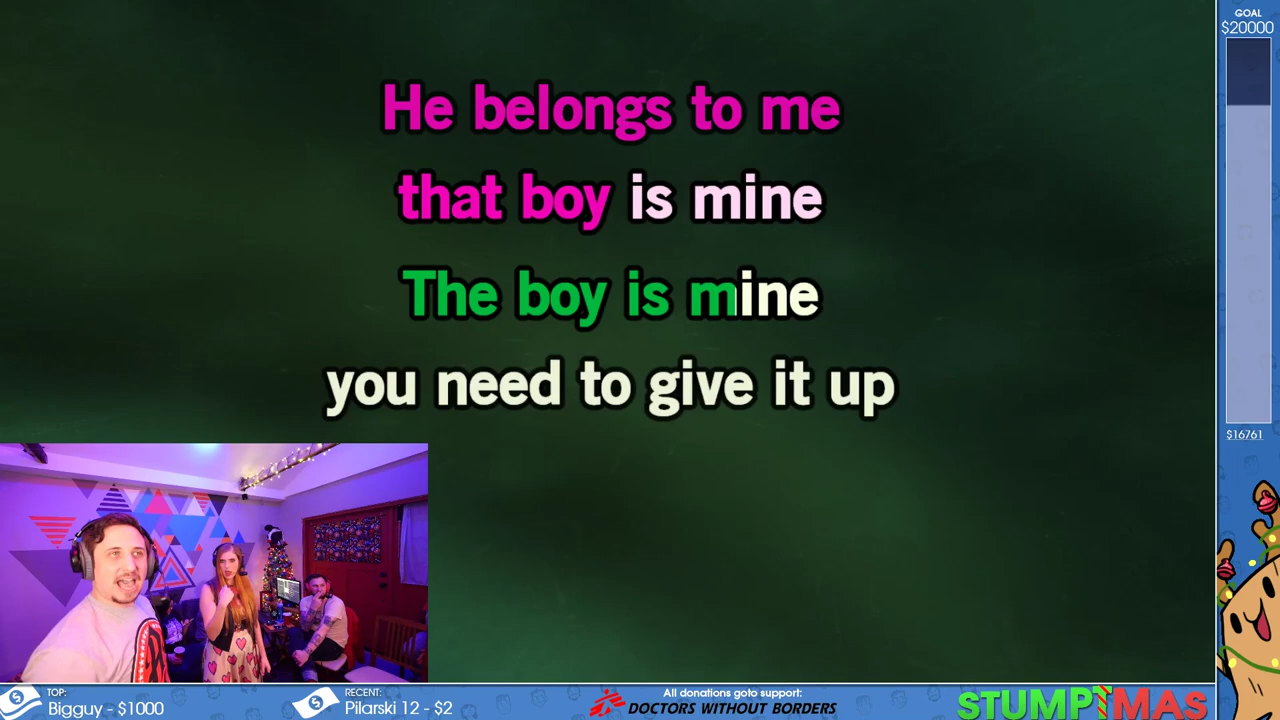 He belongs to me
that boy is mine
The boy is mine
you need to give it up
GOAL
$20000
$16761
TOP:
Bigguy - $1000
RECENT:
Pilarski 12 - $2
All donations goto support:
DOCTORS WITHOUT BORDERS
STUMPTMAS